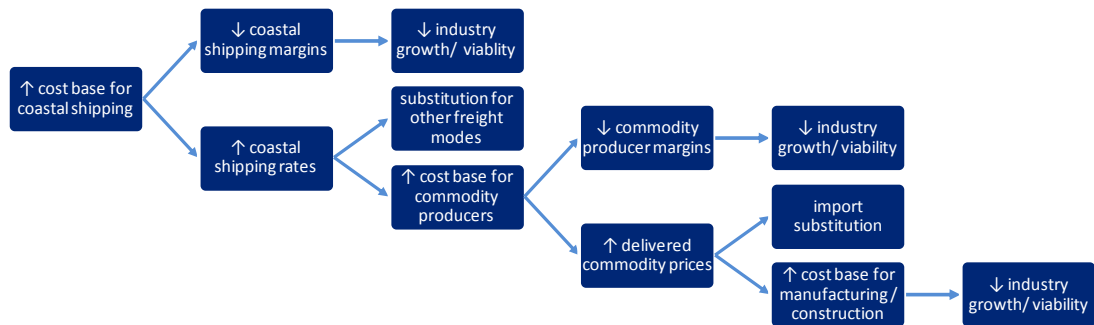 ↑ cost base for
coastal shipping
↓ coastal
shipping margins
↓ industry
growth/ viablity
↑ coastal
shipping rates
substitution for
other freight
modes
↑ cost base for
commodity
producers
↓ commodity
producer margins
↓ industry
growth/ viability
↑ delivered
commodity prices
import
substitution
↑ cost base for
manufacturing /
construction
↓ industry
growth/ viability